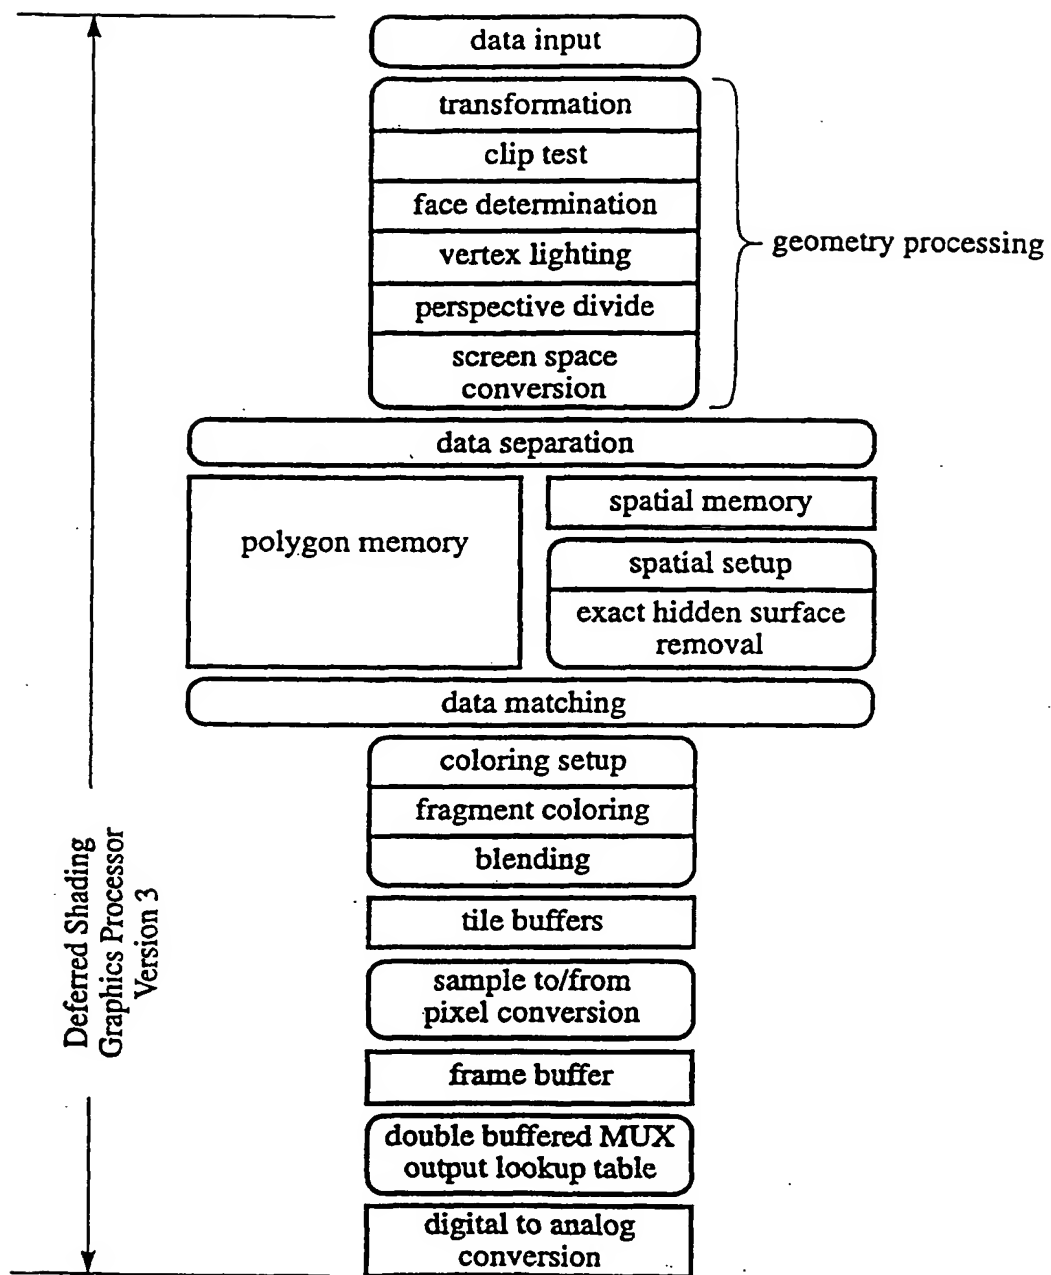 data input
transformation
clip test
face determination
vertex lighting
perspective divide
screen space
conversion
geometry processing
data separation
polygon memory
spatial memory
spatial setup
exact hidden surface
removal
data matching
coloring setup
fragment coloring
blending
tile buffers
sample to/from
pixel conversion
frame buffer
double buffered MUX
output lookup table
digital to analog
conversion
Deferred Shading
Graphics Processor
Version 3